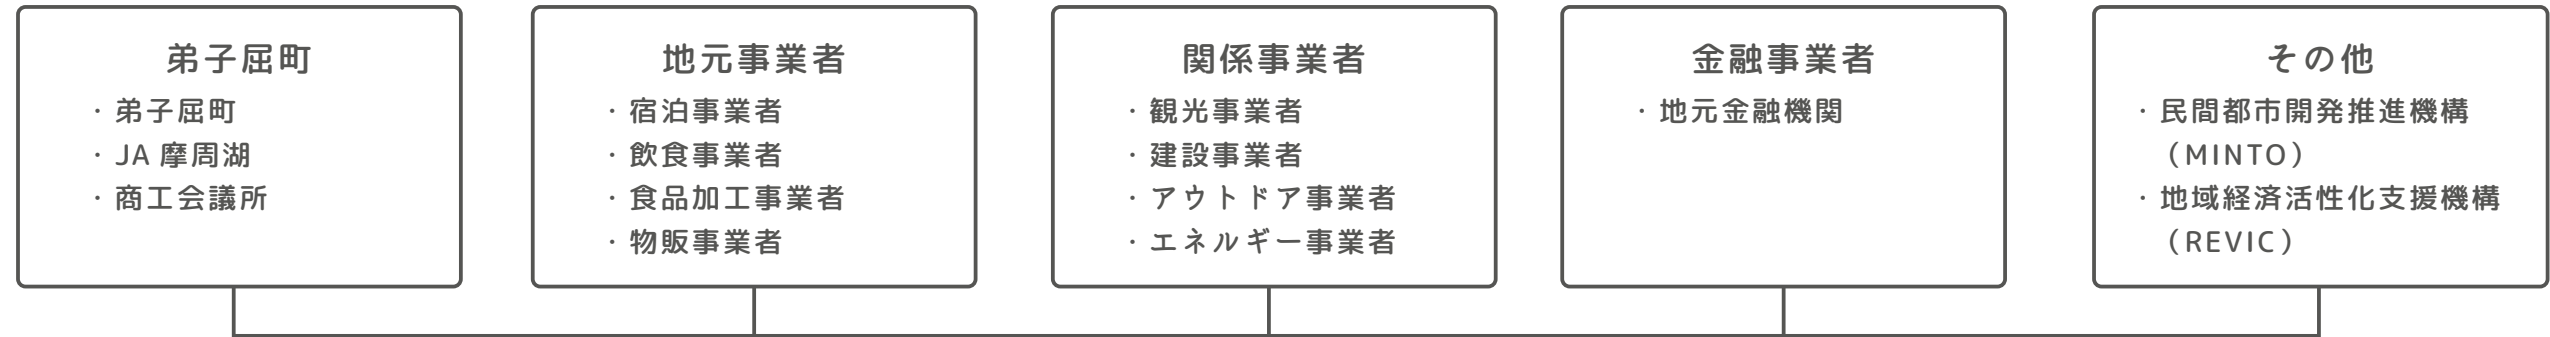 弟子屈町
・弟子屈町
・JA 摩周湖
・商工会議所
地元事業者
・宿泊事業者
・飲食事業者
・食品加工事業者
・物販事業者
関係事業者
・観光事業者
・建設事業者
・アウトドア事業者
・エネルギー事業者
金融事業者
・地元金融機関
その他
・民間都市開発推進機構
（MINTO）
・地域経済活性化支援機構
（REVIC）